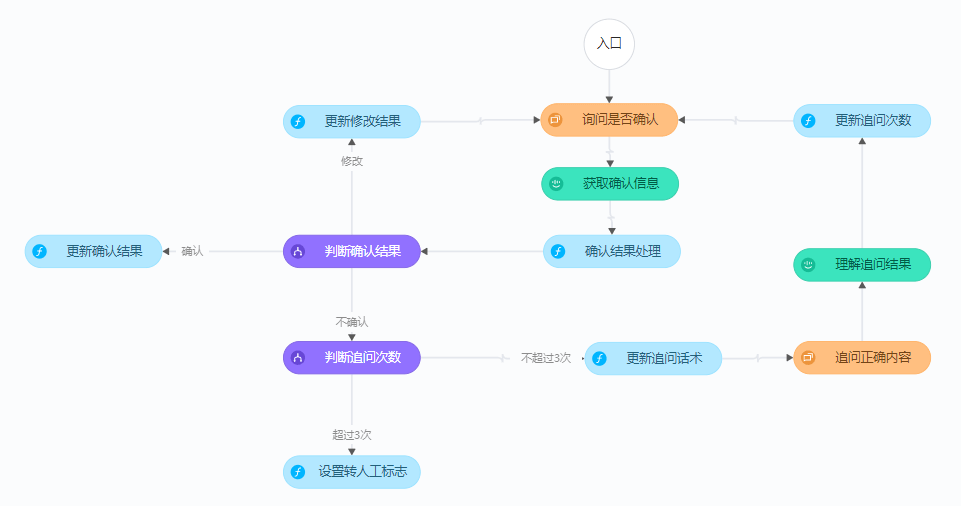 入口
更新修改结果
询问是否确认
更新追问次数
修改
获取确认信息
更新确认结果
确认
判断确认结果
确认结果处理
理解追问结果
不确认
判断追问次数
不超过3次
更新追问话术
追问正确内容
超过3次
设置转人工标志